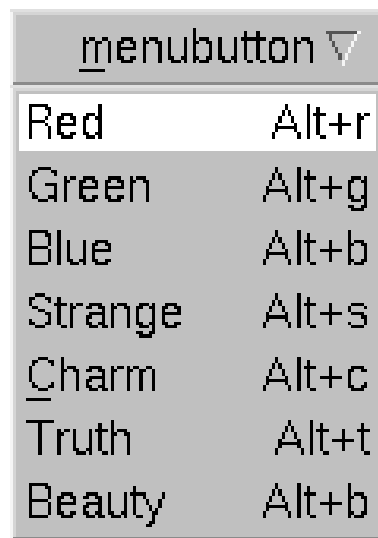 menubutton
Red Alt+r
Green Alt+g
Blue Alt+b
Strange Alt+s
Charm Alt+c
Truth Alt+t
Beauty Alt+b